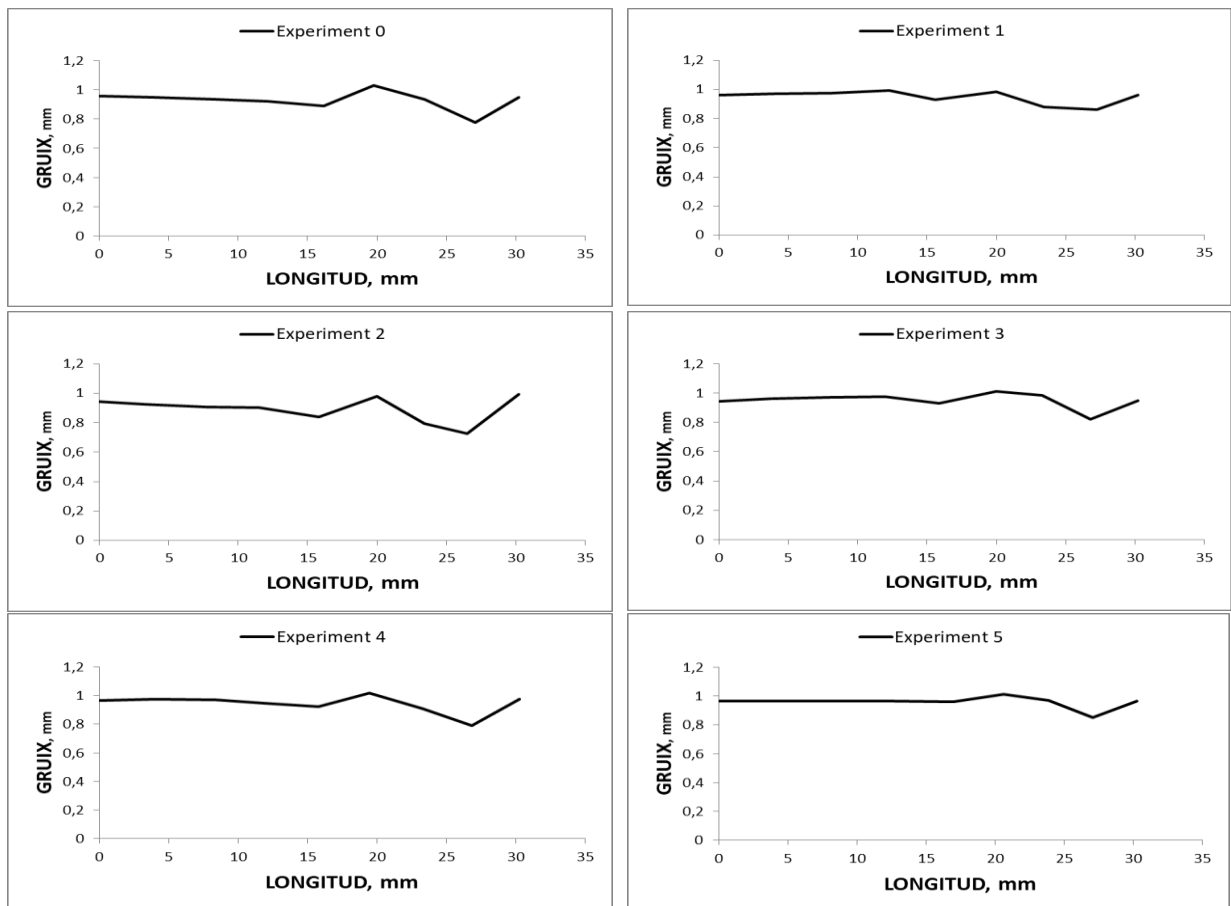 Experiment 0
1,2
1
0,8
0,6
0,4
0,2
0
GRUIX, mm
0 5 10 15 20 25 30 35
LONGITUD, mm
Experiment 1
1,2
1
0,8
0,6
0,4
0,2
0
GRUIX, mm
0 5 10 15 20 25 30 35
LONGITUD, mm
Experiment 2
1,2
1
0,8
0,6
0,4
0,2
0
GRUIX, mm
0 5 10 15 20 25 30 35
LONGITUD, mm
Experiment 3
1,2
1
0,8
0,6
0,4
0,2
0
GRUIX, mm
0 5 10 15 20 25 30 35
LONGITUD, mm
Experiment 4
1,2
1
0,8
0,6
0,4
0,2
0
GRUIX, mm
0 5 10 15 20 25 30 35
LONGITUD, mm
Experiment 5
1,2
1
0,8
0,6
0,4
0,2
0
GRUIX, mm
0 5 10 15 20 25 30 35
LONGITUD, mm